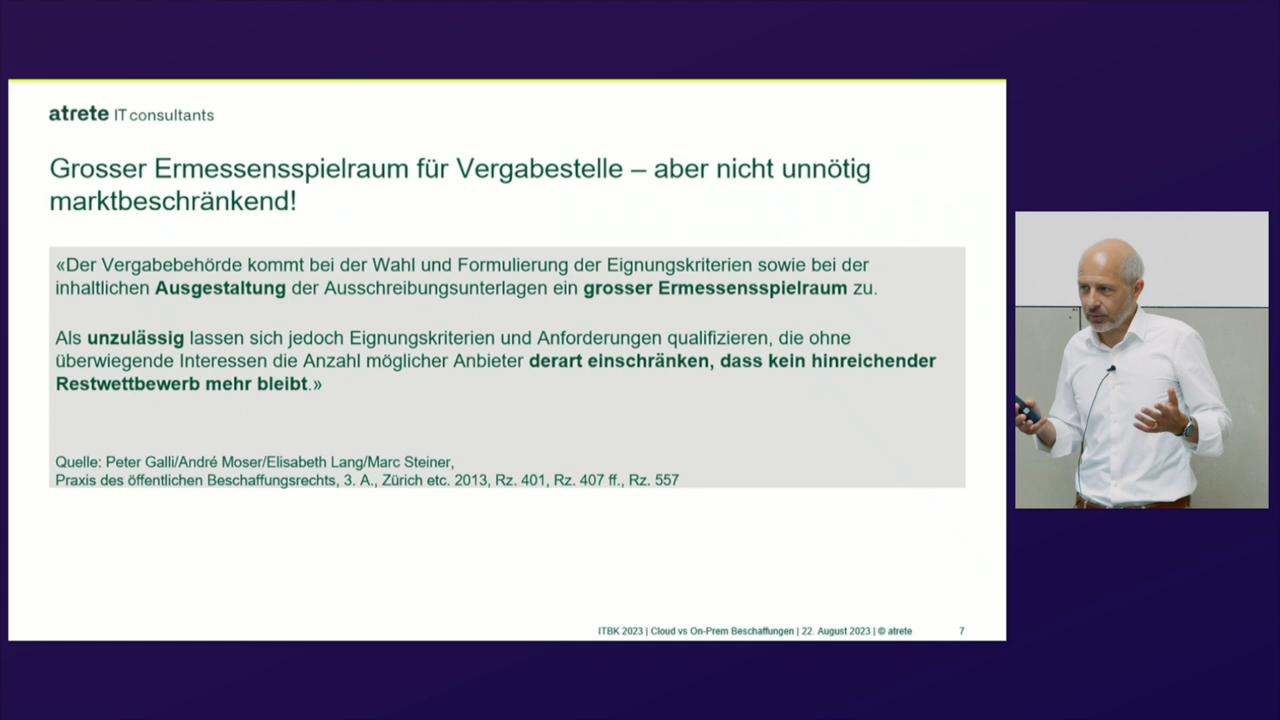 atrete IT consultants
Grosser Ermessensspielraum für Vergabestelle – aber nicht unnötig
marktbeschränkend!
«Der Vergabebehörde kommt bei der Wahl und Formulierung der Eignungskriterien sowie bei der
inhaltlichen Ausgestaltung der Ausschreibungsunterlagen ein grosser Ermessensspielraum zu.
Als unzulässig lassen sich jedoch Eignungskriterien und Anforderungen qualifizieren, die ohne
überwiegende Interessen die Anzahl möglicher Anbieter derart einschränken, dass kein hinreichender
Restwettbewerb mehr bleibt.»
Quelle: Peter Galli/André Moser/Elisabeth Lang/Marc Steiner,
Praxis des öffentlichen Beschaffungsrechts, 3. A., Zürich etc. 2013, Rz. 401, Rz. 407 ff., Rz. 557
ITBK 2023 | Cloud vs On-Prem Beschaffungen | 22. August 2023 | © atrete 7